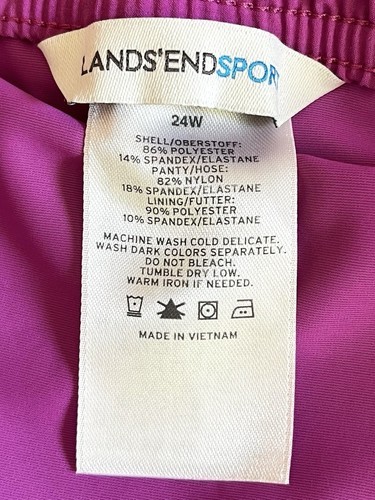 LANDS'ENDSPORT
24W
SHELL/OBERSTOFF:
86% POLYESTER
14% SPANDEX/ELASTANE
PANTY/HOSE:
82% NYLON
18% SPANDEX/ELASTANE
LINING/FUTTER:
90% POLYESTER
10% SPANDEX/ELASTANE
MACHINE WASH COLD DELICATE.
WASH DARK COLORS SEPARATELY.
DO NOT BLEACH.
TUMBLE DRY LOW.
WARM IRON IF NEEDED.
MADE IN VIETNAM